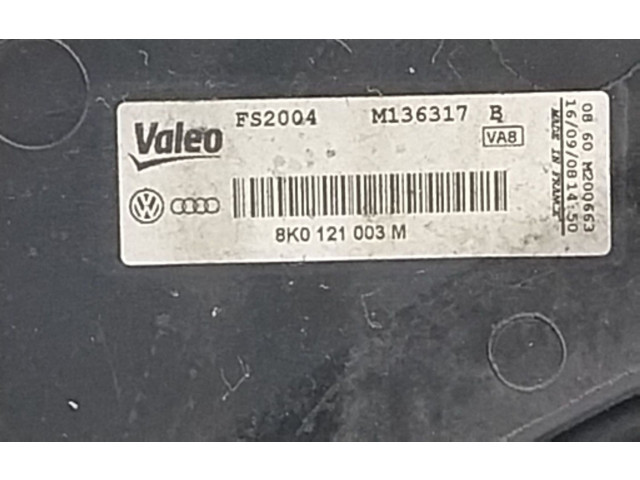 Valeo
FS2004 M136317 B
VA8
8K0 121 003 M
08 60 M200663
16/09/08 14:50
MADE IN FRANCE